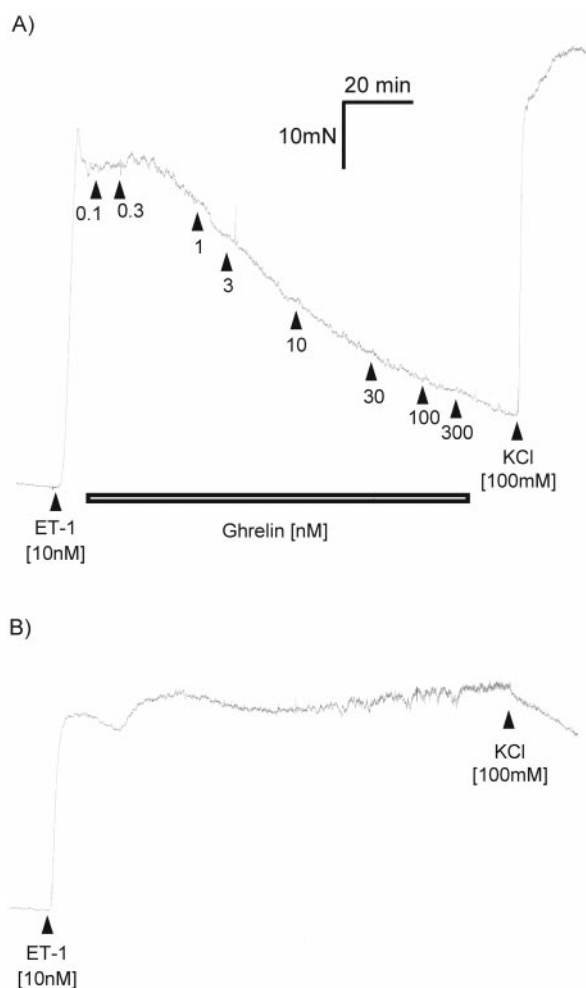 A)
20 min
10mN
0.1
0.3
1
3
10
30
100
300
KCl
[100mM]
ET-1
[10nM]
Ghrelin [nM]
B)
KCl
[100mM]
ET-1
[10nM]